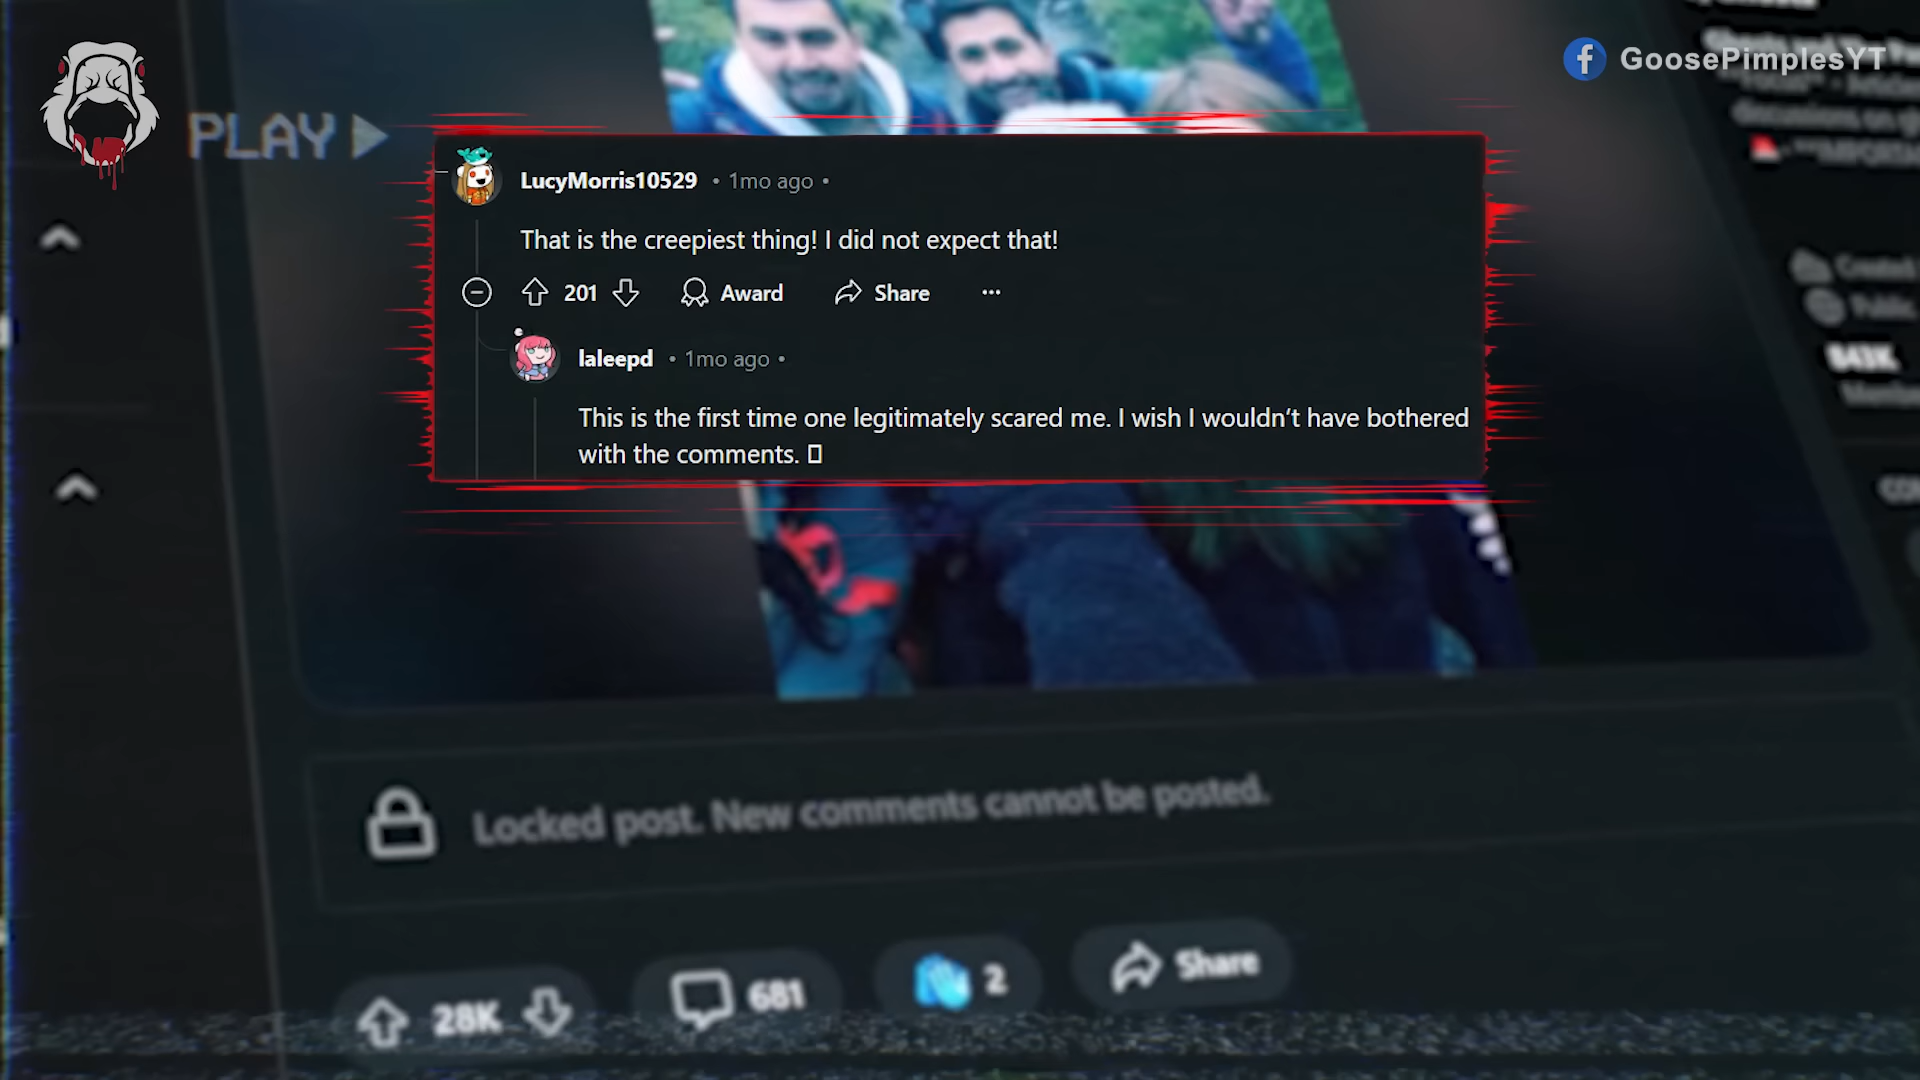 GoosePimplesYT
PLAY
LucyMorris10529 • 1mo ago •
That is the creepiest thing! I did not expect that!
201
Award
Share
laleepd • 1mo ago •
This is the first time one legitimately scared me. I wish I wouldn't have bothered
with the comments.
843K
Locked post. New comments cannot be posted.
28K
681
2
Share